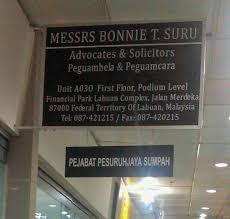 MESSRS BONNIE T. SURU
Advocates & Solicitors
Peguambela & Peguamcara
Unit A030 First Floor, Podium Level
Financial Park Labuan Complex, Jalan Merdeka
87000 Federal Territory Of Labuan, Malaysia
Tel: 087-421215 / Fax: 087-420215
PEJABAT PESURUHJAYA SUMPAH